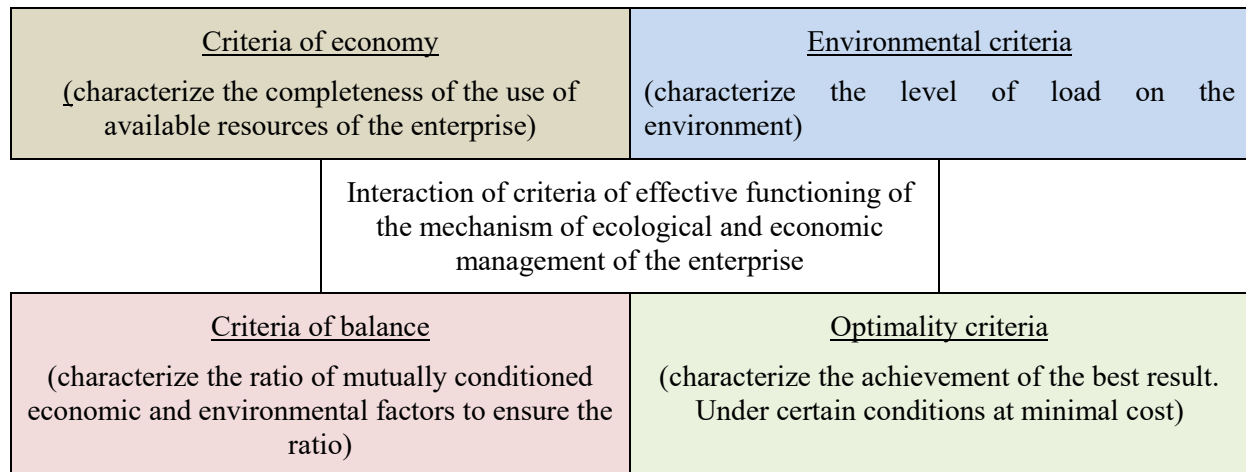 Criteria of economy
(characterize the completeness of the use of
available resources of the enterprise)
Environmental criteria
(characterize the level of load on the
environment)
Interaction of criteria of effective functioning of
the mechanism of ecological and economic
management of the enterprise
Criteria of balance
(characterize the ratio of mutually conditioned
economic and environmental factors to ensure the
ratio)
Optimality criteria
(characterize the achievement of the best result.
Under certain conditions at minimal cost)